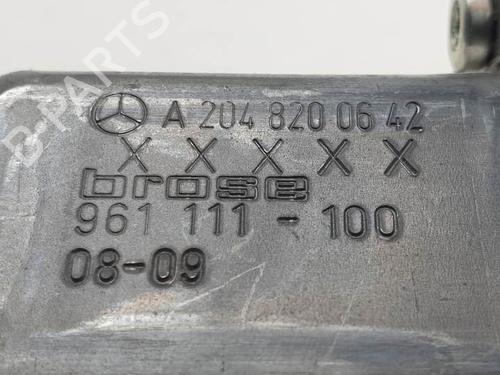 A 204 820 06 42
X X X X X
brose
961 111 - 100
08-09
B-PARTS